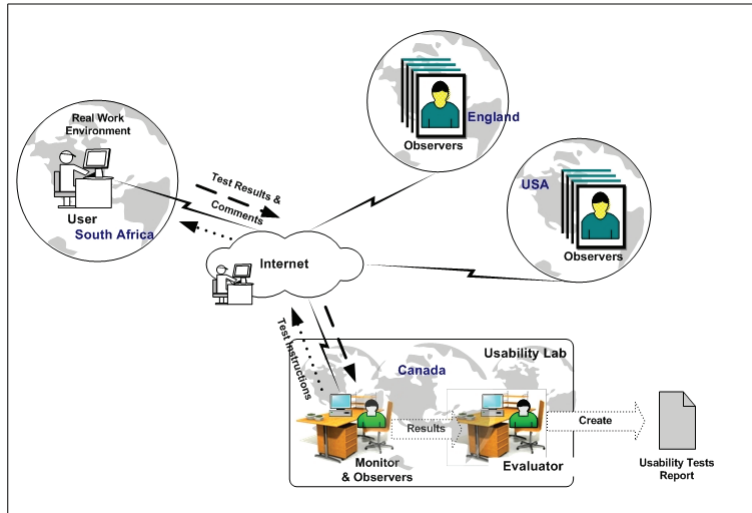 Real Work
Environment
User
South Africa
Test Results &
Comments
England
Observers
USA
Observers
Internet
Test Instructions
Usability Lab
Canada
Monitor
& Observers
Results
Evaluator
Create
Usability Tests
Report